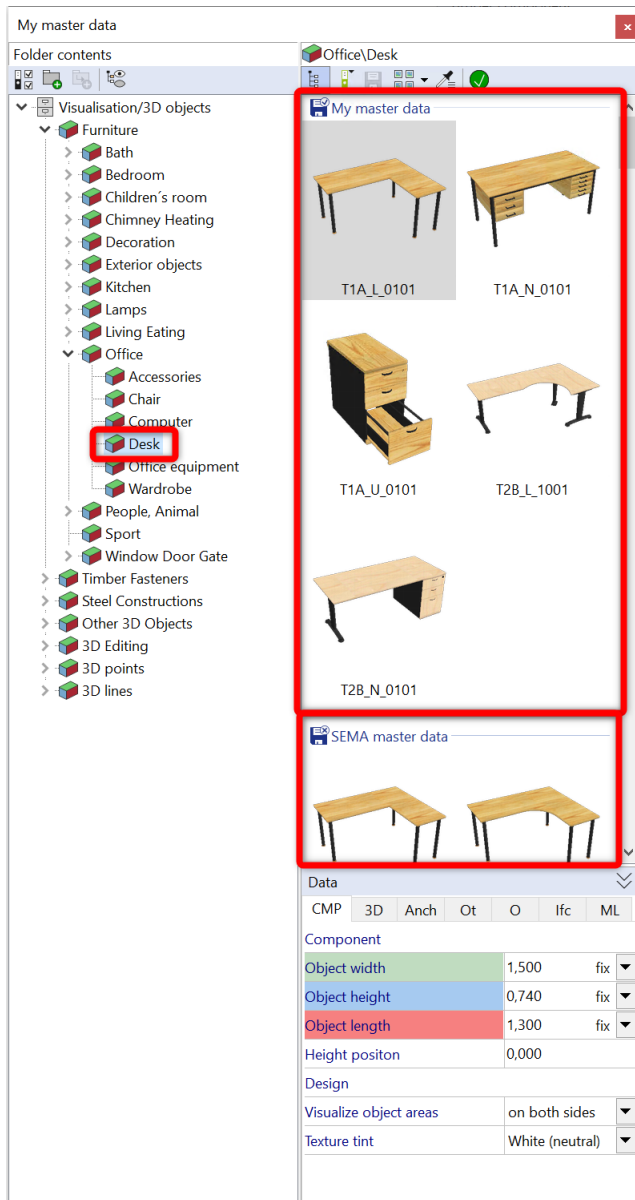 My master data
Folder contents
Office\Desk
Visualisation/3D objects
Furniture
Bath
Bedroom
Children´s room
Chimney Heating
Decoration
Exterior objects
Kitchen
Lamps
Living Eating
Office
Accessories
Chair
Computer
Desk
Office equipment
Wardrobe
People, Animal
Sport
Window Door Gate
Timber Fasteners
Steel Constructions
Other 3D Objects
3D Editing
3D points
3D lines
My master data
T1A_L_0101 T1A_N_0101
T1A_U_0101 T2B_L_1001
T2B_N_0101
SEMA master data
Data
CMP 3D Anch Ot O Ifc ML
Component
Object width 1,500 fix
Object height 0,740 fix
Object length 1,300 fix
Height positon 0,000
Design
Visualize object areas on both sides
Texture tint White (neutral)